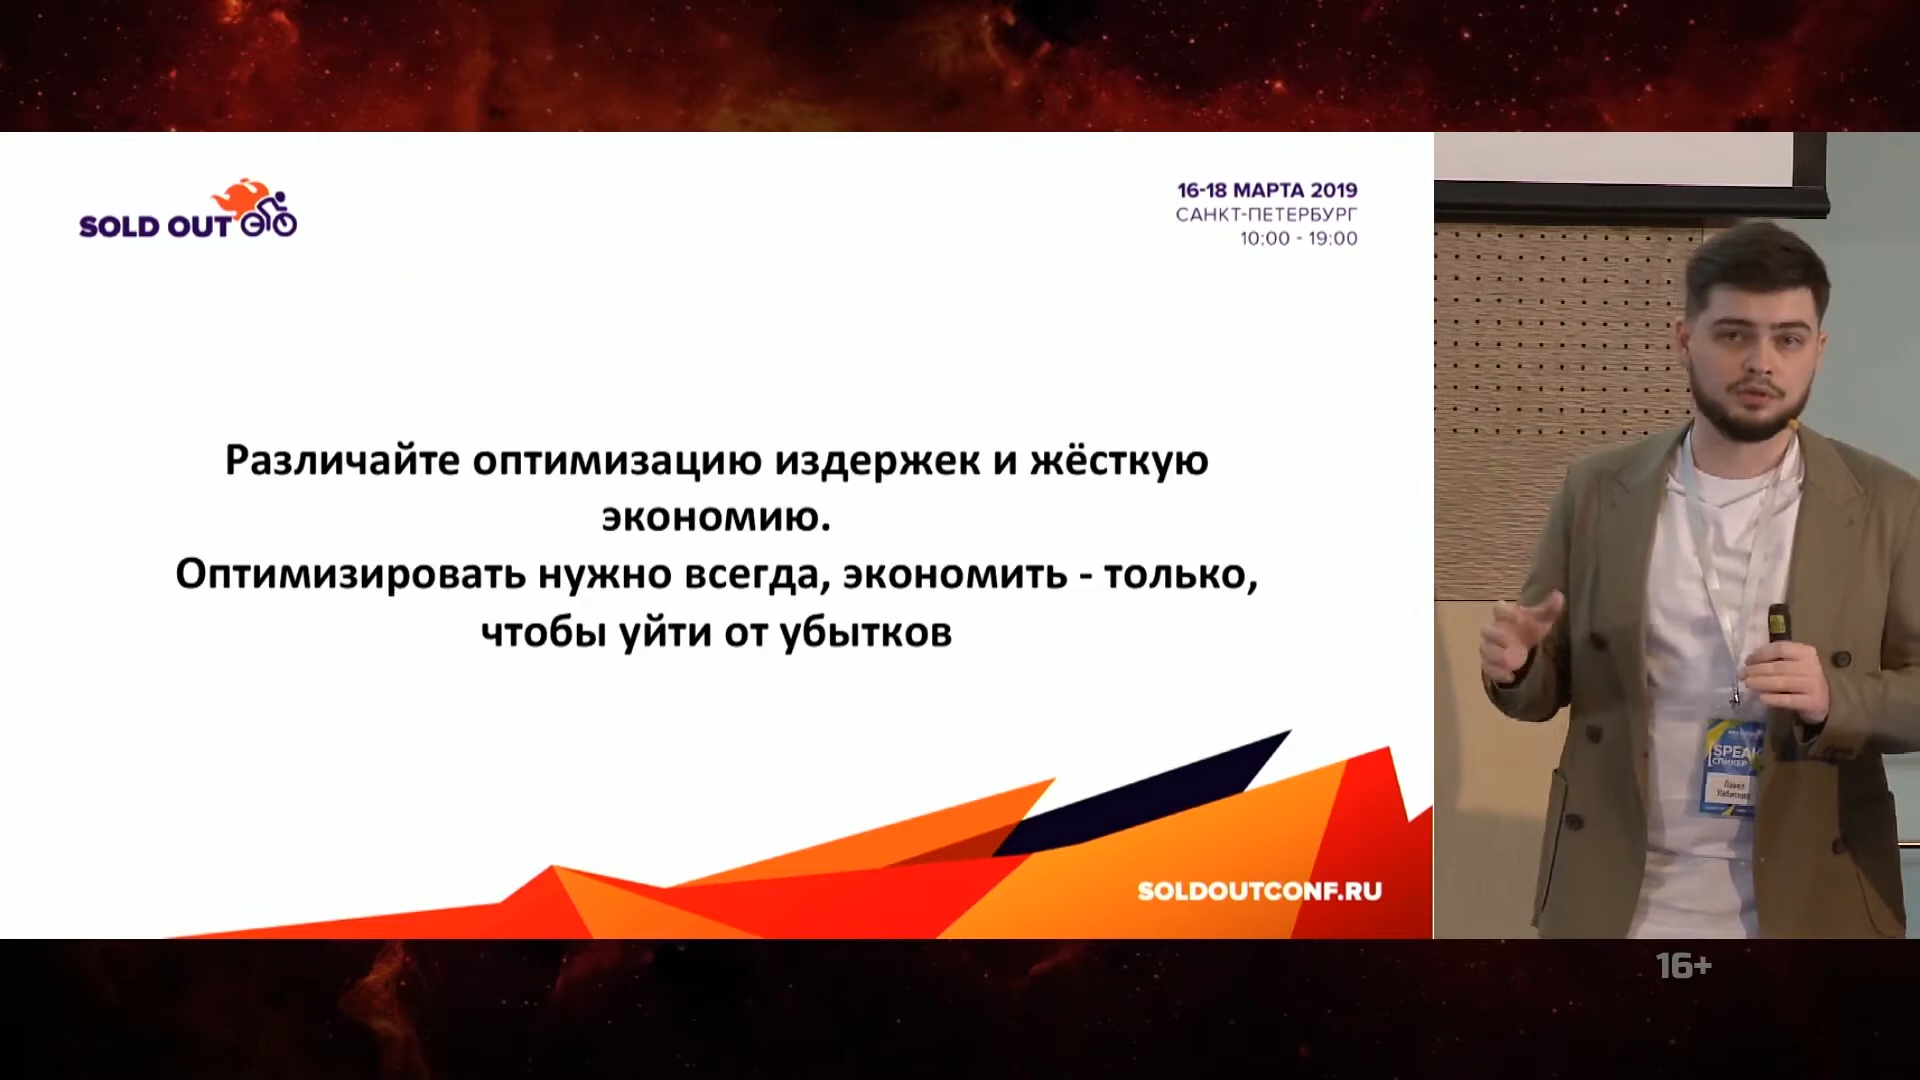 SOLD OUT
16-18 МАРТА 2019
САНКТ-ПЕТЕРБУРГ
10:00 - 19:00
Различайте оптимизацию издержек и жёсткую
экономию.
Оптимизировать нужно всегда, экономить - только,
чтобы уйти от убытков
SOLDOUTCONF.RU
SPEAK
СПИКЕР
Павел
16+